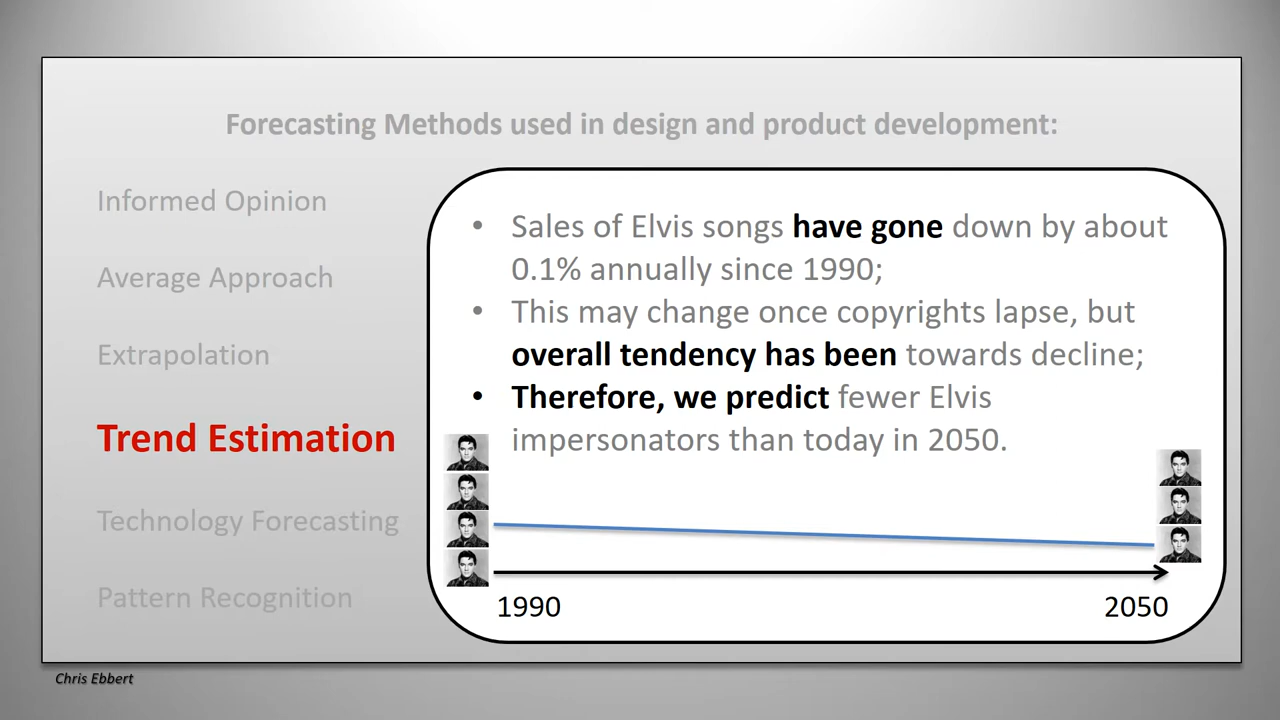 Forecasting Methods used in design and product development:
Informed Opinion
Average Approach
Extrapolation
Trend Estimation
Technology Forecasting
Pattern Recognition
• Sales of Elvis songs have gone down by about
0.1% annually since 1990;
• This may change once copyrights lapse, but
overall tendency has been towards decline;
• Therefore, we predict fewer Elvis
impersonators than today in 2050.
1990
2050
Chris Ebbert